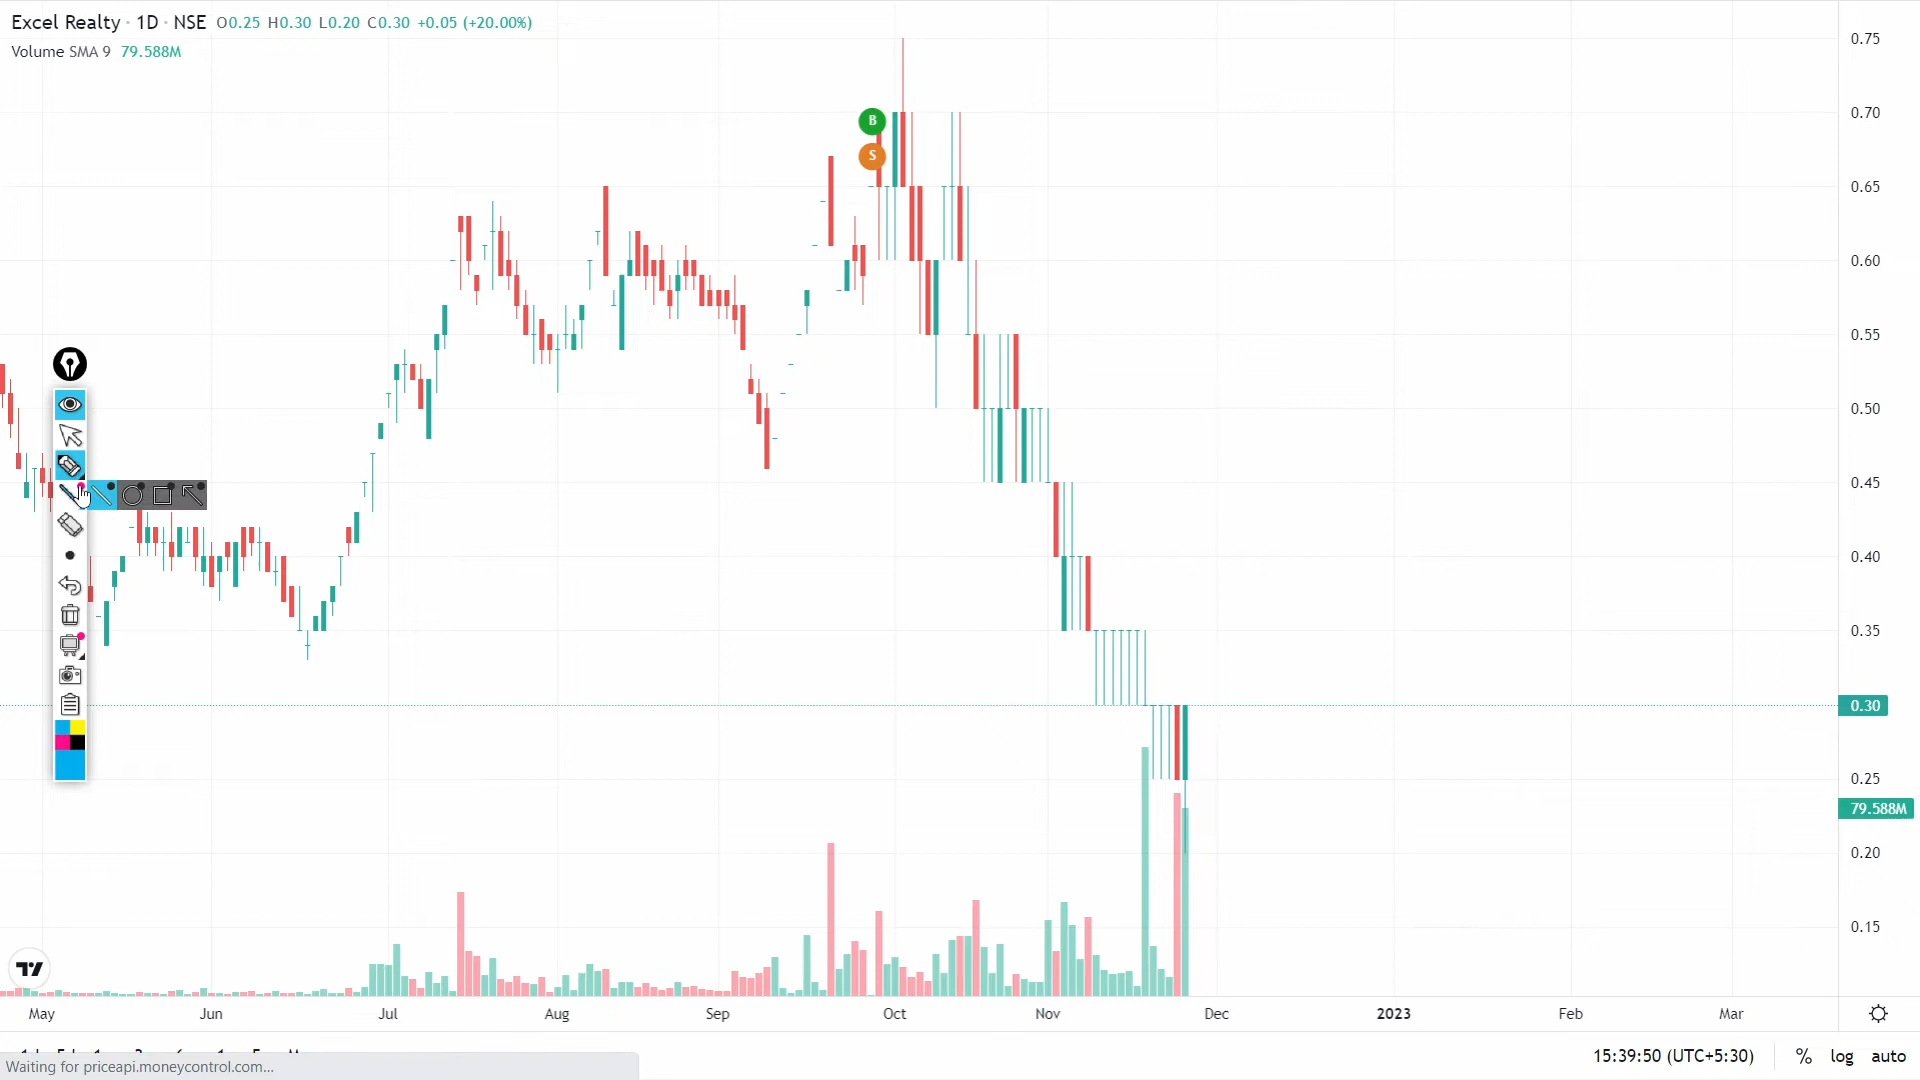 Excel Realty · 1D · NSE O0.25 H0.30 L0.20 C0.30 +0.05 (+20.00%)
Volume SMA 9 79.588M
0.75
B
0.70
S
0.65
0.60
0.55
0.50
0.45
0.40
0.35
0.30
0.25
79.588M
0.20
0.15
May Jun Jul Aug Sep Oct Nov Dec 2023 Feb Mar
15:39:50 (UTC+5:30) % log auto
Waiting for priceapi.moneycontrol.com...